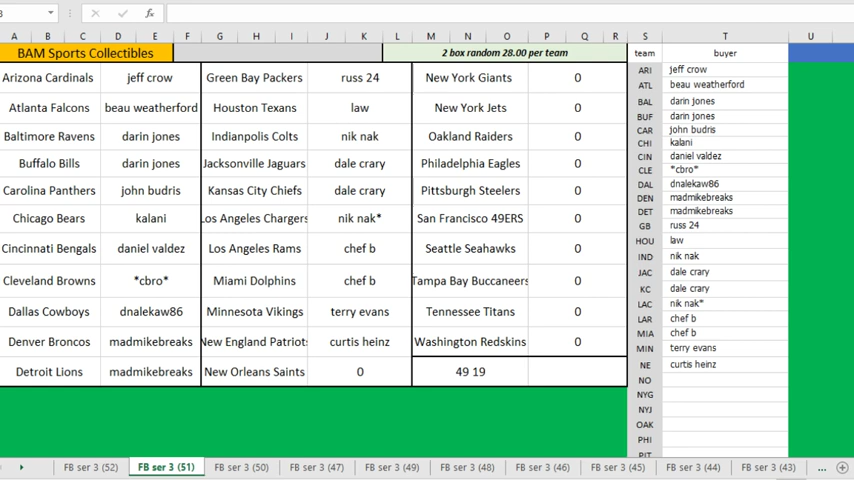 A B C D E F G H I J K L M N O P Q R S T U
BAM Sports Collectibles 2 box random 28.00 per team team buyer
Arizona Cardinals jeff crow Green Bay Packers russ 24 New York Giants 0
Atlanta Falcons beau weatherford Houston Texans law New York Jets 0
Baltimore Ravens darin jones Indianpolis Colts nik nak Oakland Raiders 0
Buffalo Bills darin jones Jacksonville Jaguars dale crary Philadelphia Eagles 0
Carolina Panthers john budris Kansas City Chiefs dale crary Pittsburgh Steelers 0
Chicago Bears kalani Los Angeles Chargers nik nak* San Francisco 49ERS 0
Cincinnati Bengals daniel valdez Los Angeles Rams chef b Seattle Seahawks 0
Cleveland Browns *cbro* Miami Dolphins chef b Tampa Bay Buccaneers 0
Dallas Cowboys dnalekaw86 Minnesota Vikings terry evans Tennessee Titans 0
Denver Broncos madmikebreaks New England Patriots curtis heinz Washington Redskins 0
Detroit Lions madmikebreaks New Orleans Saints 0 49 19
ARI jeff crow
ATL beau weatherford
BAL darin jones
BUF darin jones
CAR john budris
CHI kalani
CIN daniel valdez
CLE *cbro*
DAL dnalekaw86
DEN madmikebreaks
DET madmikebreaks
GB russ 24
HOU law
IND nik nak
JAC dale crary
KC dale crary
LAC nik nak*
LAR chef b
MIA chef b
MIN terry evans
NE curtis heinz
NO
NYG
NYJ
OAK
PHI
PIT
FB ser 3 (52) FB ser 3 (51) FB ser 3 (50) FB ser 3 (47) FB ser 3 (49) FB ser 3 (48) FB ser 3 (46) FB ser 3 (45) FB ser 3 (44) FB ser 3 (43) ...